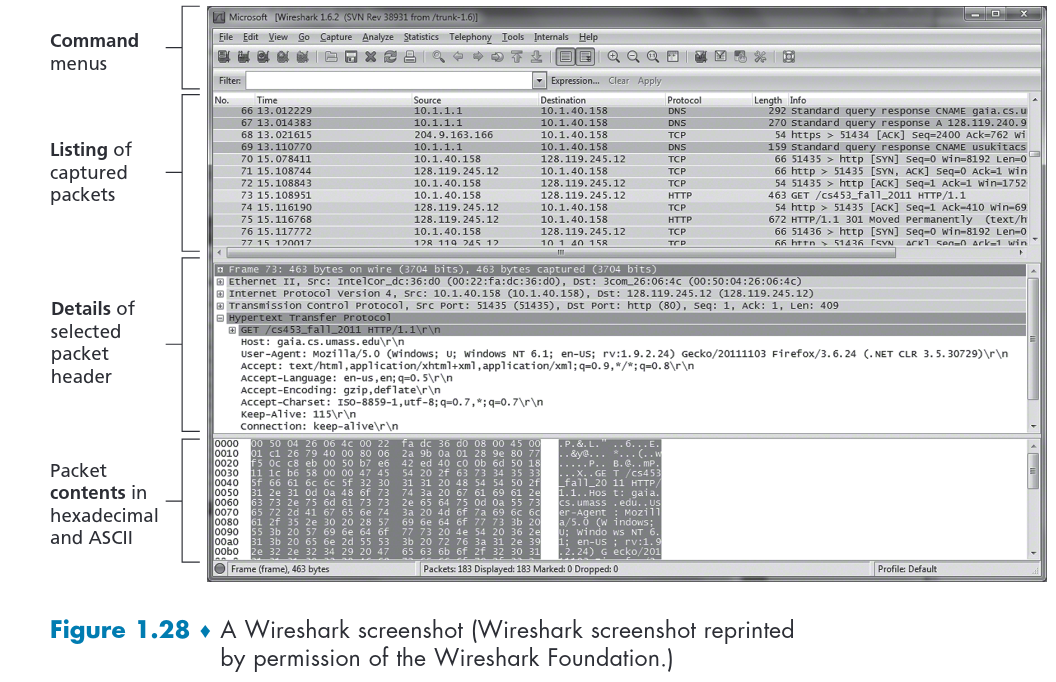 Command
menus
Listing of
captured
packets
Details of
selected
packet
header
Packet
contents in
hexadecimal
and ASCII
Microsoft [Wireshark 1.6.2 (SVN Rev 38931 from /trunk-1.6)]
File Edit View Go Capture Analyze Statistics Telephony Tools Internals Help
Filter: Expression... Clear Apply
No. Time Source Destination Protocol Length Info
66 13.012229 10.1.1.1 10.1.40.158 DNS 292 Standard query response CNAME gaia.cs.u
67 13.014383 10.1.1.1 10.1.40.158 DNS 270 Standard query response A 128.119.240.9
68 13.021615 204.9.163.166 10.1.40.158 TCP 54 https > 51434 [ACK] Seq=2400 Ack=762 Wi
69 13.110770 10.1.1.1 10.1.40.158 DNS 159 Standard query response CNAME usukitacs
70 15.078411 10.1.40.158 128.119.245.12 TCP 66 51435 > http [SYN] Seq=0 Win=8192 Len=0
71 15.108744 128.119.245.12 10.1.40.158 TCP 66 http > 51435 [SYN, ACK] Seq=0 Ack=1 Win
72 15.108843 10.1.40.158 128.119.245.12 TCP 54 51435 > http [ACK] Seq=1 Ack=1 Win=1752
73 15.108951 10.1.40.158 128.119.245.12 HTTP 463 GET /cs453_fall_2011 HTTP/1.1
74 15.116190 128.119.245.12 10.1.40.158 TCP 54 http > 51435 [ACK] Seq=1 Ack=410 Win=69
75 15.116768 128.119.245.12 10.1.40.158 HTTP 672 HTTP/1.1 301 Moved Permanently (text/h
76 15.117772 10.1.40.158 128.119.245.12 TCP 66 51436 > http [SYN] Seq=0 Win=8192 Len=0
77 15.120017 128.119.245.12 10.1.40.158 TCP 66 http > 51436 [SYN, ACK] Seq=0 Ack=1 Win
Frame 73: 463 bytes on wire (3704 bits), 463 bytes captured (3704 bits)
Ethernet II, Src: IntelCor_dc:36:d0 (00:22:fa:dc:36:d0), Dst: 3com_26:06:4c (00:50:04:26:06:4c)
Internet Protocol Version 4, Src: 10.1.40.158 (10.1.40.158), Dst: 128.119.245.12 (128.119.245.12)
Transmission Control Protocol, Src Port: 51435 (51435), Dst Port: http (80), Seq: 1, Ack: 1, Len: 409
Hypertext Transfer Protocol
GET /cs453_fall_2011 HTTP/1.1\r\n
Host: gaia.cs.umass.edu\r\n
User-Agent: Mozilla/5.0 (Windows; U; Windows NT 6.1; en-US; rv:1.9.2.24) Gecko/20111103 Firefox/3.6.24 (.NET CLR 3.5.30729)\r\n
Accept: text/html,application/xhtml+xml,application/xml;q=0.9,*/*;q=0.8\r\n
Accept-Language: en-us,en;q=0.5\r\n
Accept-Encoding: gzip,deflate\r\n
Accept-Charset: ISO-8859-1,utf-8;q=0.7,*;q=0.7\r\n
Keep-Alive: 115\r\n
Connection: keep-alive\r\n
0000 00 50 04 26 06 4c 00 22 fa dc 36 d0 08 00 45 00 .P.&.L." ..6...E.
0010 01 c1 26 79 40 00 80 06 2a 9b 0a 01 28 9e 80 77 ..&y@... *...(..w
0020 f5 0c c8 eb 00 50 b7 e6 42 ed 40 c0 0b 6d 50 18 .....P.. B.@..mP.
0030 11 1c b6 58 00 00 47 45 54 20 2f 63 73 34 35 33 ...X..GE T /cs453
0040 5f 66 61 6c 6c 5f 32 30 31 31 20 48 54 54 50 2f _fall_20 11 HTTP/
0050 31 2e 31 0d 0a 48 6f 73 74 3a 20 67 61 69 61 2e 1.1..Hos t: gaia.
0060 63 73 2e 75 6d 61 73 73 2e 65 64 75 0d 0a 55 73 cs.umass .edu..Us
0070 65 72 2d 41 67 65 6e 74 3a 20 4d 6f 7a 69 6c 6c er-Agent : Mozill
0080 61 2f 35 2e 30 20 28 57 69 6e 64 6f 77 73 3b 20 a/5.0 (W indows;
0090 55 3b 20 57 69 6e 64 6f 77 73 20 4e 54 20 36 2e U; Windo ws NT 6.
00a0 31 3b 20 65 6e 2d 55 53 3b 20 72 76 3a 31 2e 39 1; en-US ; rv:1.9
00b0 2e 32 2e 32 34 29 20 47 65 63 6b 6f 2f 32 30 31 .2.24) G ecko/201
Frame (frame), 463 bytes Packets: 183 Displayed: 183 Marked: 0 Dropped: 0 Profile: Default
Figure 1.28 ♦ A Wireshark screenshot (Wireshark screenshot reprinted
by permission of the Wireshark Foundation.)